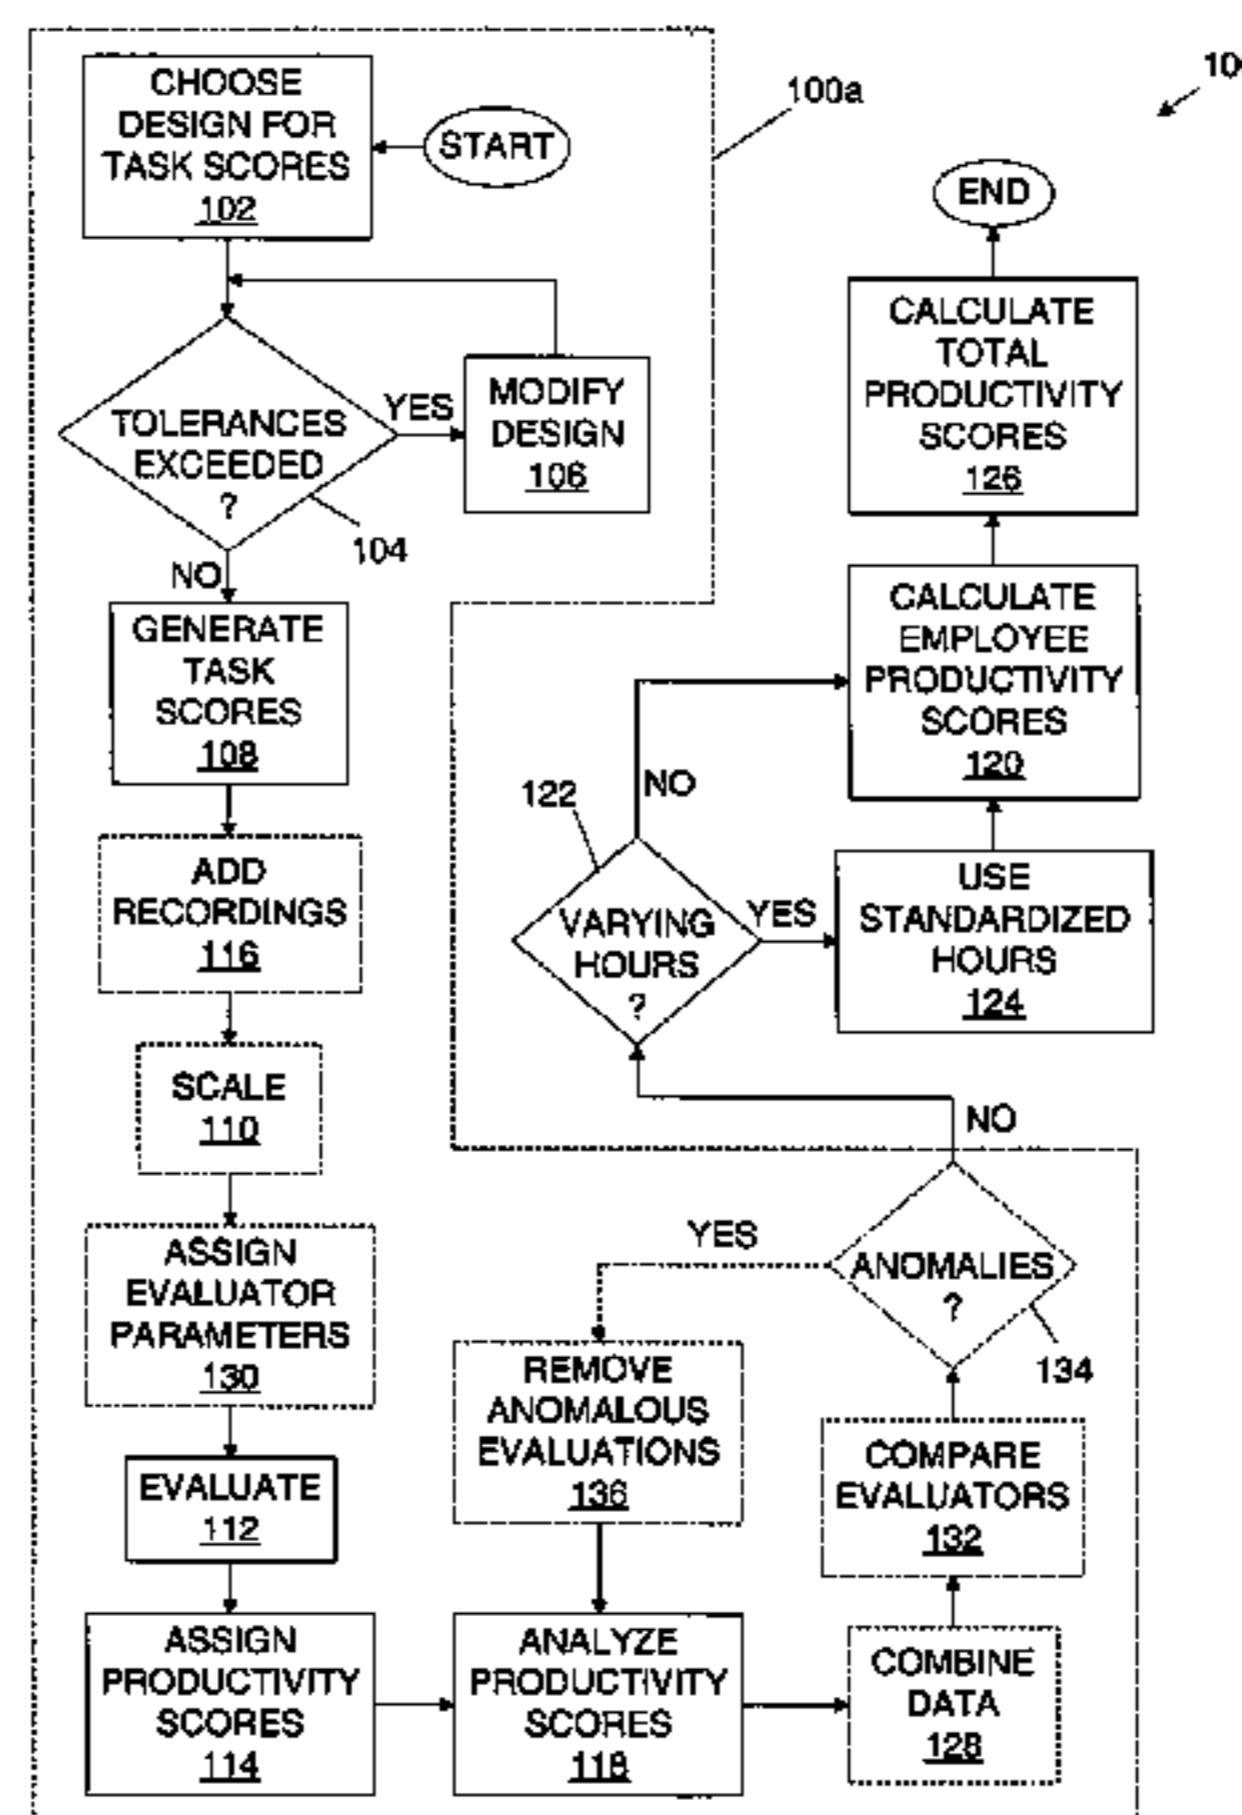 CHOOSE
DESIGN FOR
TASK SCORES
102
START
100a
10
END
TOLERANCES
EXCEEDED
?
104
YES
MODIFY
DESIGN
106
NO
GENERATE
TASK
SCORES
108
ADD
RECORDINGS
116
SCALE
110
ASSIGN
EVALUATOR
PARAMETERS
130
EVALUATE
112
ASSIGN
PRODUCTIVITY
SCORES
114
ANALYZE
PRODUCTIVITY
SCORES
118
COMBINE
DATA
128
COMPARE
EVALUATORS
132
ANOMALIES
?
134
YES
REMOVE
ANOMALOUS
EVALUATIONS
136
NO
VARYING
HOURS
?
122
YES
USE
STANDARDIZED
HOURS
124
NO
CALCULATE
EMPLOYEE
PRODUCTIVITY
SCORES
120
CALCULATE
TOTAL
PRODUCTIVITY
SCORES
126